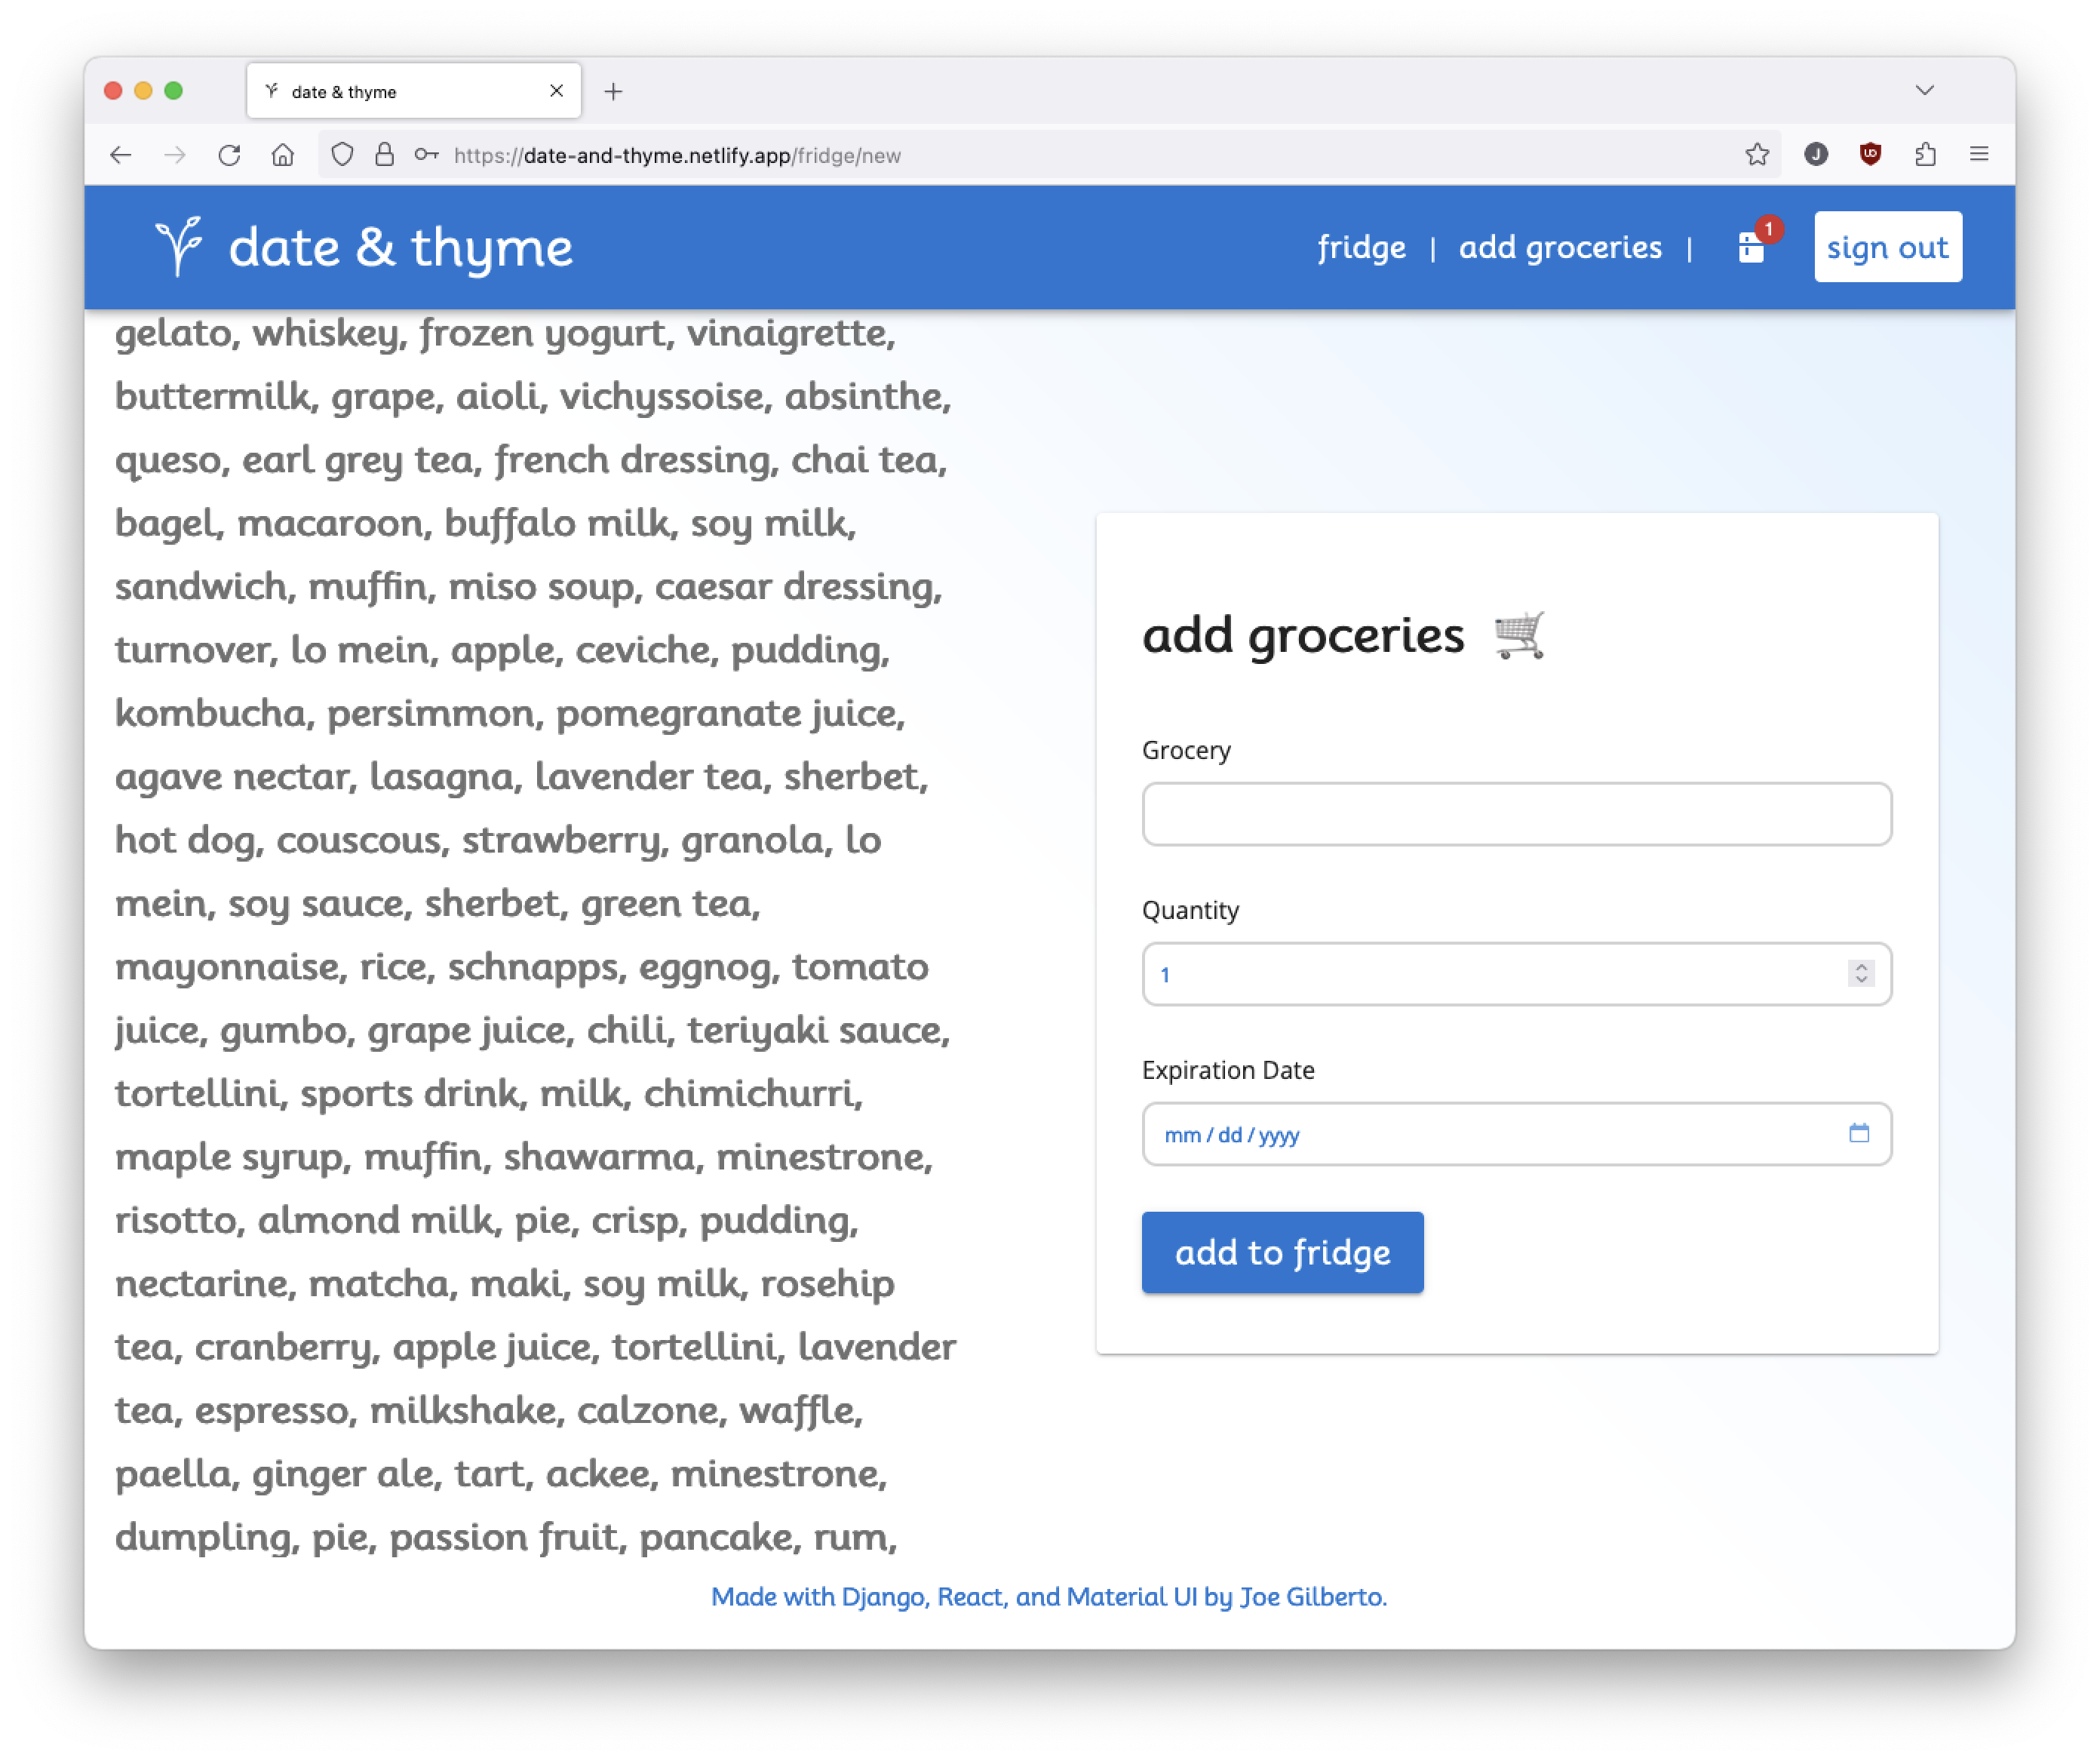 date & thyme
https://date-and-thyme.netlify.app/fridge/new
J
UO
date & thyme
fridge | add groceries | 1 sign out
gelato, whiskey, frozen yogurt, vinaigrette,
buttermilk, grape, aioli, vichyssoise, absinthe,
queso, earl grey tea, french dressing, chai tea,
bagel, macaroon, buffalo milk, soy milk,
sandwich, muffin, miso soup, caesar dressing,
turnover, lo mein, apple, ceviche, pudding,
kombucha, persimmon, pomegranate juice,
agave nectar, lasagna, lavender tea, sherbet,
hot dog, couscous, strawberry, granola, lo
mein, soy sauce, sherbet, green tea,
mayonnaise, rice, schnapps, eggnog, tomato
juice, gumbo, grape juice, chili, teriyaki sauce,
tortellini, sports drink, milk, chimichurri,
maple syrup, muffin, shawarma, minestrone,
risotto, almond milk, pie, crisp, pudding,
nectarine, matcha, maki, soy milk, rosehip
tea, cranberry, apple juice, tortellini, lavender
tea, espresso, milkshake, calzone, waffle,
paella, ginger ale, tart, ackee, minestrone,
dumpling, pie, passion fruit, pancake, rum,
add groceries
Grocery
Quantity
1
Expiration Date
mm / dd / yyyy
add to fridge
Made with Django, React, and Material UI by Joe Gilberto.